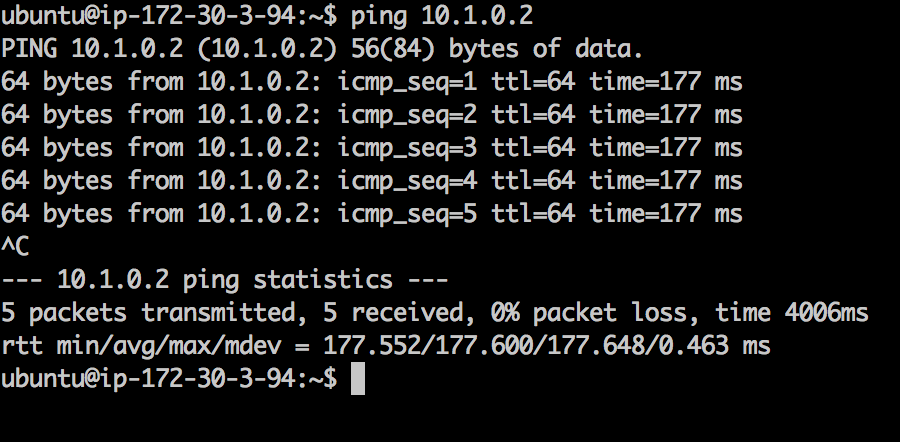 ubuntu@ip-172-30-3-94:~$ ping 10.1.0.2
PING 10.1.0.2 (10.1.0.2) 56(84) bytes of data.
64 bytes from 10.1.0.2: icmp_seq=1 ttl=64 time=177 ms
64 bytes from 10.1.0.2: icmp_seq=2 ttl=64 time=177 ms
64 bytes from 10.1.0.2: icmp_seq=3 ttl=64 time=177 ms
64 bytes from 10.1.0.2: icmp_seq=4 ttl=64 time=177 ms
64 bytes from 10.1.0.2: icmp_seq=5 ttl=64 time=177 ms
^C
--- 10.1.0.2 ping statistics ---
5 packets transmitted, 5 received, 0% packet loss, time 4006ms
rtt min/avg/max/mdev = 177.552/177.600/177.648/0.463 ms
ubuntu@ip-172-30-3-94:~$